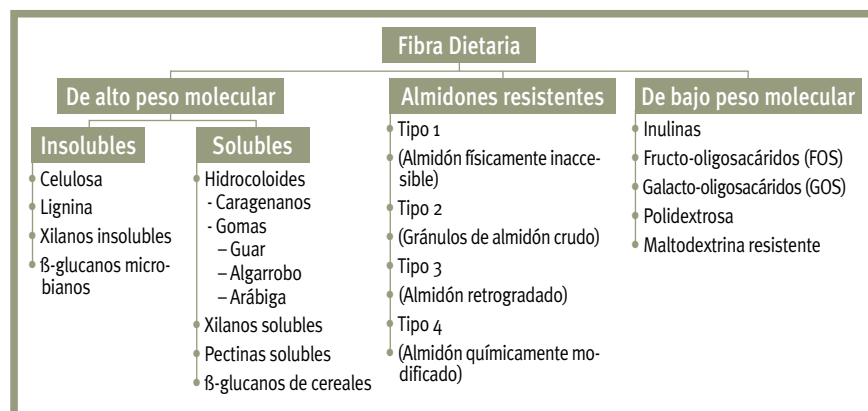 Fibra Dietaria
De alto peso molecular
Insolubles
Celulosa
Lignina
Xilanos insolubles
ß-glucanos micro-
bianos
Solubles
Hidrocoloides
- Caragenanos
- Gomas
– Guar
– Algarrobo
– Arábiga
Xilanos solubles
Pectinas solubles
ß-glucanos de cereales
Almidones resistentes
Tipo 1
(Almidón físicamente inacce-
sible)
Tipo 2
(Gránulos de almidón crudo)
Tipo 3
(Almidón retrogradado)
Tipo 4
(Almidón químicamente mo-
dificado)
De bajo peso molecular
Inulinas
Fructo-oligosacáridos (FOS)
Galacto-oligosacáridos (GOS)
Polidextrosa
Maltodextrina resistente